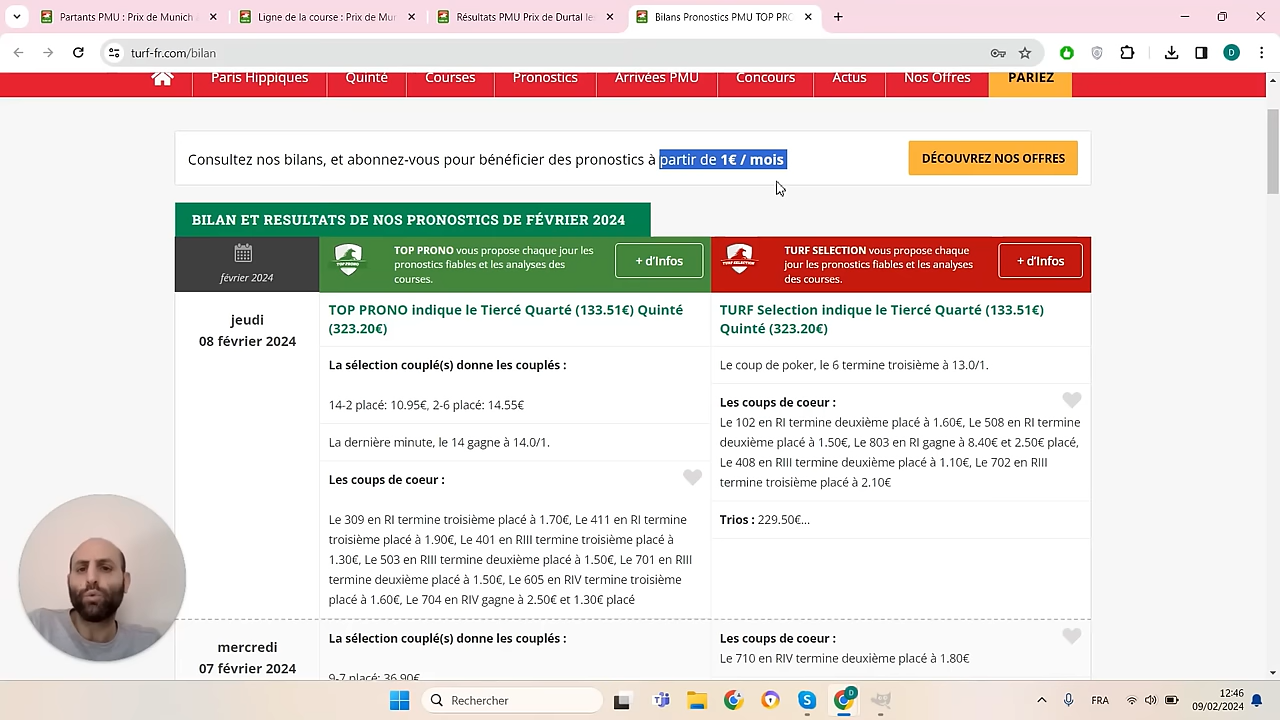 Partants PMU : Prix de Munich
Ligne de la course : Prix de Mur
Résultats PMU Prix de Durtal le
Bilans Pronostics PMU TOP PRO
turf-fr.com/bilan
D
Paris Hippiques
Quinté
Courses
Pronostics
Arrivées PMU
Concours
Actus
Nos Offres
PARIEZ
Consultez nos bilans, et abonnez-vous pour bénéficier des pronostics à partir de 1€ / mois
DÉCOUVREZ NOS OFFRES
BILAN ET RESULTATS DE NOS PRONOSTICS DE FÉVRIER 2024
février 2024
TOP PRONO vous propose chaque jour les
pronostics fiables et les analyses des
courses.
+ d'Infos
TURF SELECTION vous propose chaque
jour les pronostics fiables et les analyses
des courses.
+ d'Infos
jeudi
08 février 2024
TOP PRONO indique le Tiercé Quarté (133.51€) Quinté
(323.20€)
La sélection couplé(s) donne les couplés :
14-2 placé: 10.95€, 2-6 placé: 14.55€
La dernière minute, le 14 gagne à 14.0/1.
Les coups de coeur :
Le 309 en RI termine troisième placé à 1.70€, Le 411 en RI termine
troisième placé à 1.90€, Le 401 en RIII termine troisième placé à
1.30€, Le 503 en RIII termine deuxième placé à 1.50€, Le 701 en RIII
termine deuxième placé à 1.50€, Le 605 en RIV termine troisième
placé à 1.60€, Le 704 en RIV gagne à 2.50€ et 1.30€ placé
TURF Selection indique le Tiercé Quarté (133.51€)
Quinté (323.20€)
Le coup de poker, le 6 termine troisième à 13.0/1.
Les coups de coeur :
Le 102 en RI termine deuxième placé à 1.60€, Le 508 en RI termine
deuxième placé à 1.50€, Le 803 en RI gagne à 8.40€ et 2.50€ placé,
Le 408 en RIII termine deuxième placé à 1.10€, Le 702 en RIII
termine troisième placé à 2.10€
Trios : 229.50€...
mercredi
07 février 2024
La sélection couplé(s) donne les couplés :
9-7 placé: 36.90€
Les coups de coeur :
Le 710 en RIV termine deuxième placé à 1.80€
Rechercher
FRA
12:46
09/02/2024